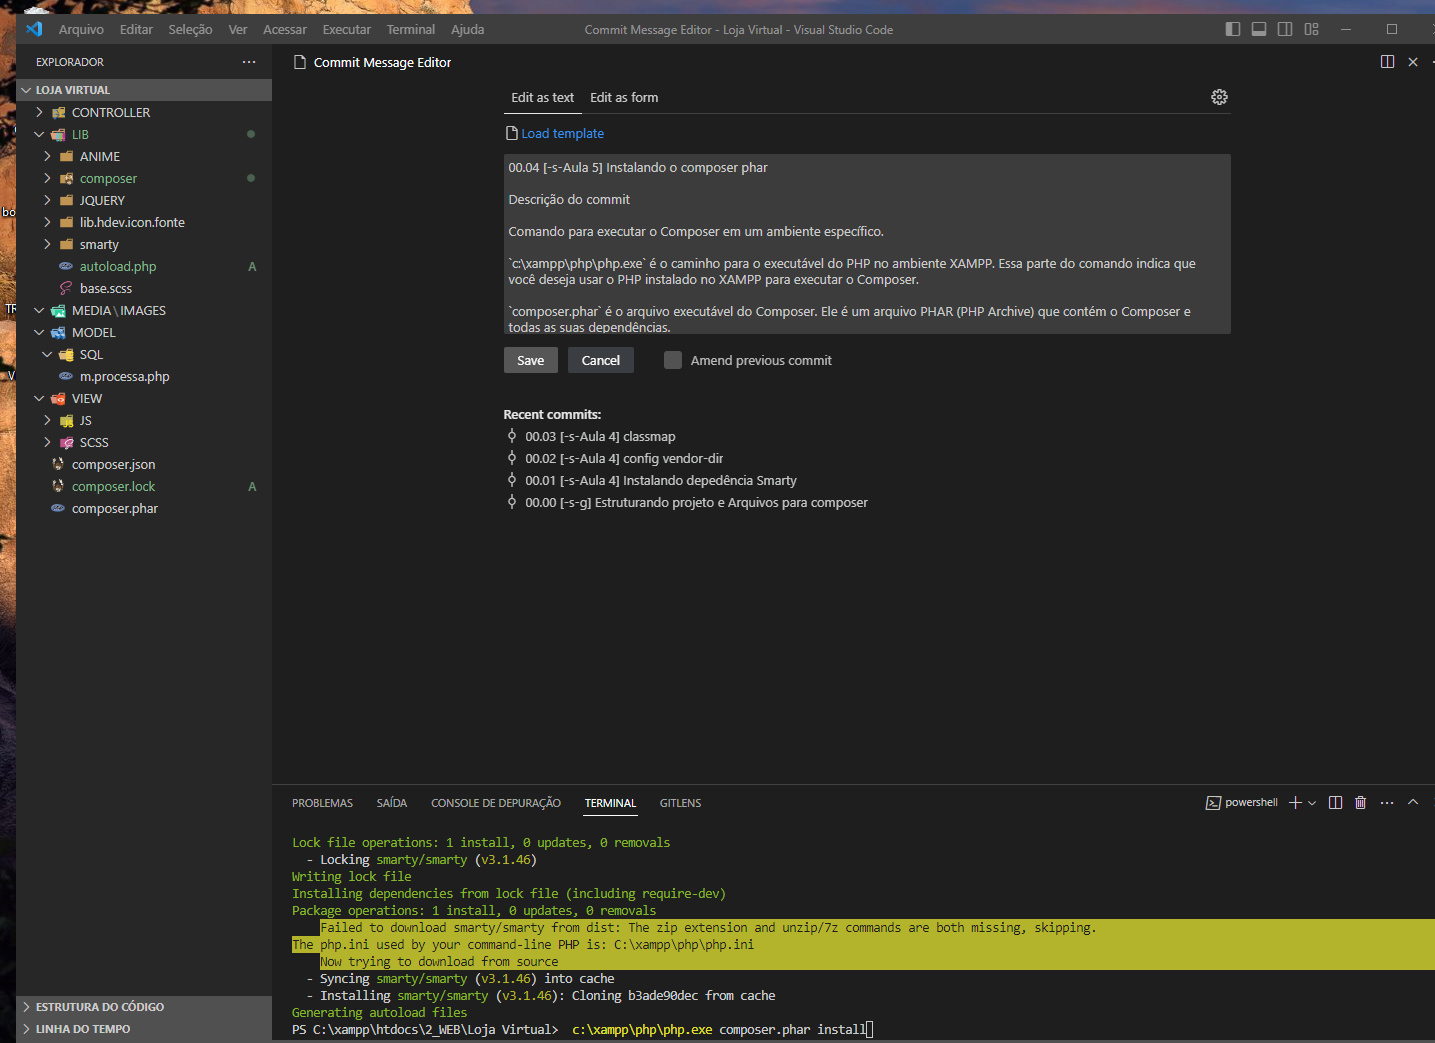 Arquivo Editar Seleção Ver Acessar Executar Terminal Ajuda
Commit Message Editor - Loja Virtual - Visual Studio Code
EXPLORADOR
LOJA VIRTUAL
CONTROLLER
LIB
ANIME
composer
JQUERY
lib.hdev.icon.fonte
smarty
autoload.php A
base.scss
MEDIA\IMAGES
MODEL
SQL
m.processa.php
VIEW
JS
SCSS
composer.json
composer.lock A
composer.phar
ESTRUTURA DO CÓDIGO
LINHA DO TEMPO
Commit Message Editor
Edit as text Edit as form
Load template
00.04 [-s-Aula 5] Instalando o composer phar
Descrição do commit
Comando para executar o Composer em um ambiente específico.
`c:\xampp\php\php.exe` é o caminho para o executável do PHP no ambiente XAMPP. Essa parte do comando indica que
você deseja usar o PHP instalado no XAMPP para executar o Composer.
`composer.phar` é o arquivo executável do Composer. Ele é um arquivo PHAR (PHP Archive) que contém o Composer e
todas as suas dependências.
Save Cancel Amend previous commit
Recent commits:
00.03 [-s-Aula 4] classmap
00.02 [-s-Aula 4] config vendor-dir
00.01 [-s-Aula 4] Instalando depedência Smarty
00.00 [-s-g] Estruturando projeto e Arquivos para composer
PROBLEMAS SAÍDA CONSOLE DE DEPURAÇÃO TERMINAL GITLENS
powershell
Lock file operations: 1 install, 0 updates, 0 removals
- Locking smarty/smarty (v3.1.46)
Writing lock file
Installing dependencies from lock file (including require-dev)
Package operations: 1 install, 0 updates, 0 removals
Failed to download smarty/smarty from dist: The zip extension and unzip/7z commands are both missing, skipping.
The php.ini used by your command-line PHP is: C:\xampp\php\php.ini
Now trying to download from source
- Syncing smarty/smarty (v3.1.46) into cache
- Installing smarty/smarty (v3.1.46): Cloning b3ade90dec from cache
Generating autoload files
PS C:\xampp\htdocs\2_WEB\Loja Virtual> c:\xampp\php\php.exe composer.phar install